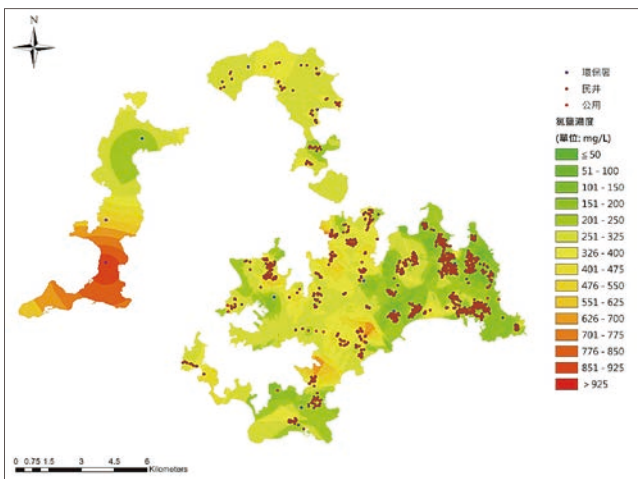 N
環保署
民井
公用
氯鹽濃度
(單位: mg/L)
≦ 50
51 - 100
101 - 150
151 - 200
201 - 250
251 - 325
326 - 400
401 - 475
476 - 550
551 - 625
626 - 700
701 - 775
776 - 850
851 - 925
> 925
0 0.75 1.5 3 4.5 6
Kilometers